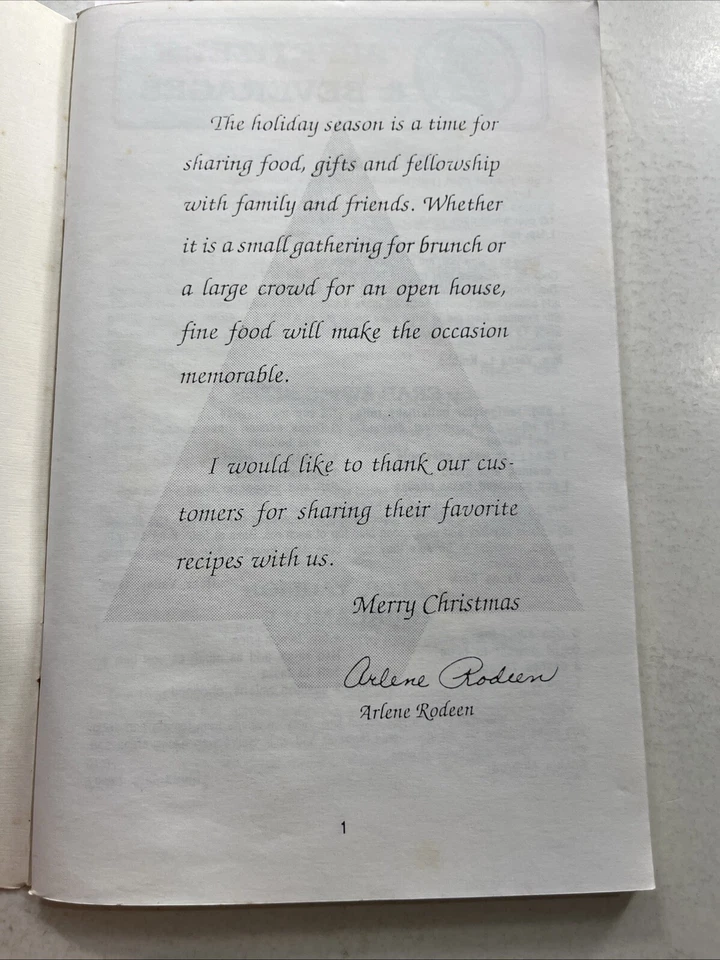 The holiday season is a time for
sharing food, gifts and fellowship
with family and friends. Whether
it is a small gathering for brunch or
a large crowd for an open house,
fine food will make the occasion
memorable.
I would like to thank our cus-
tomers for sharing their favorite
recipes with us.
Merry Christmas
Arlene Rodeen
Arlene Rodeen
1